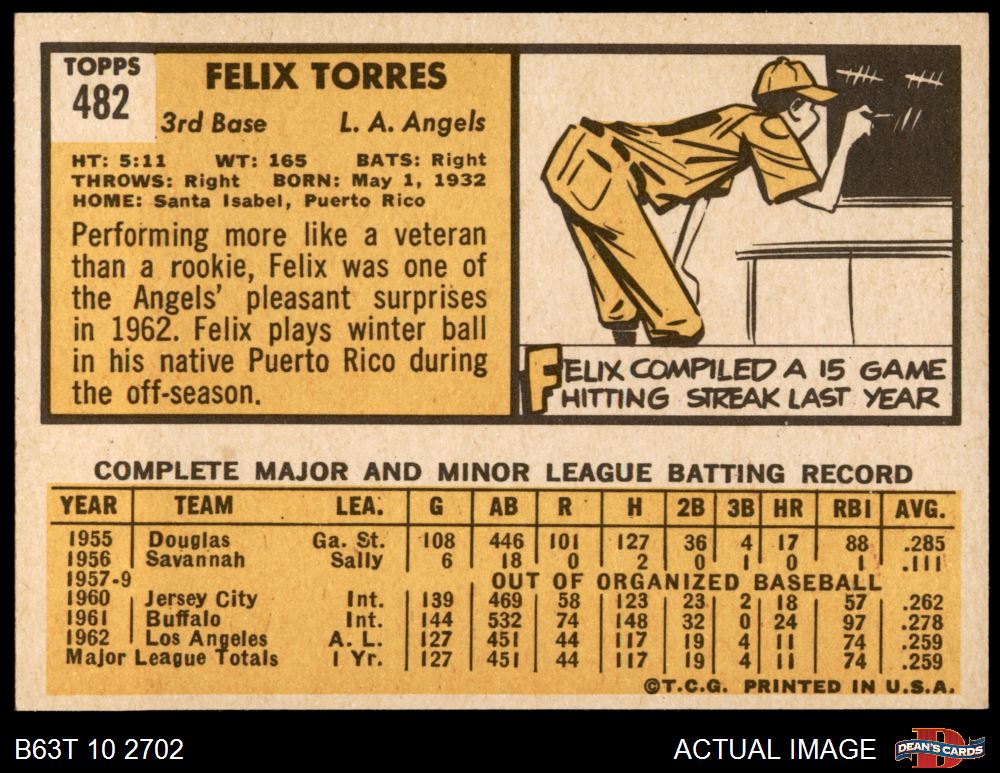 TOPPS
482
FELIX TORRES
3rd Base L. A. Angels
HT: 5:11 WT: 165 BATS: Right
THROWS: Right BORN: May 1, 1932
HOME: Santa Isabel, Puerto Rico
Performing more like a veteran
than a rookie, Felix was one of
the Angels' pleasant surprises
in 1962. Felix plays winter ball
in his native Puerto Rico during
the off-season.
FELIX COMPILED A 15 GAME
HITTING STREAK LAST YEAR
COMPLETE MAJOR AND MINOR LEAGUE BATTING RECORD
YEAR TEAM LEA. G AB R H 2B 3B HR RBI AVG.
1955 Douglas Ga. St. 108 446 101 127 36 4 17 88 .285
1956 Savannah Sally 6 18 0 2 0 1 0 1 .111
1957-9 OUT OF ORGANIZED BASEBALL
1960 Jersey City Int. 139 469 58 123 23 2 18 57 .262
1961 Buffalo Int. 144 532 74 148 32 0 24 97 .278
1962 Los Angeles A. L. 127 451 44 117 19 4 11 74 .259
Major League Totals 1 Yr. 127 451 44 117 19 4 11 74 .259
©T.C.G. PRINTED IN U.S.A.
B63T 10 2702 ACTUAL IMAGE DEAN'S CARDS